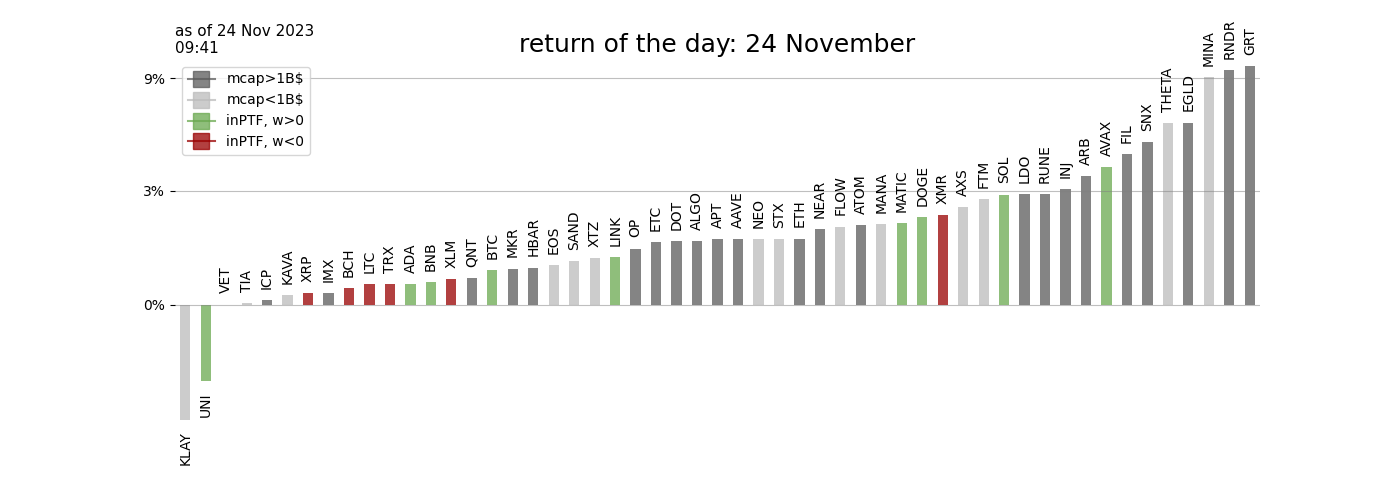 as of 24 Nov 2023
09:41
return of the day: 24 November
mcap>1B$
mcap<1B$
inPTF, w>0
inPTF, w<0
9%
3%
0%
KLAY
UNI
VET
TIA
ICP
KAVA
XRP
IMX
BCH
LTC
TRX
ADA
BNB
XLM
QNT
BTC
MKR
HBAR
EOS
SAND
XTZ
LINK
OP
ETC
DOT
ALGO
APT
AAVE
NEO
STX
ETH
NEAR
FLOW
ATOM
MANA
MATIC
DOGE
XMR
AXS
FTM
SOL
LDO
RUNE
INJ
ARB
AVAX
FIL
SNX
THETA
EGLD
MINA
RNDR
GRT